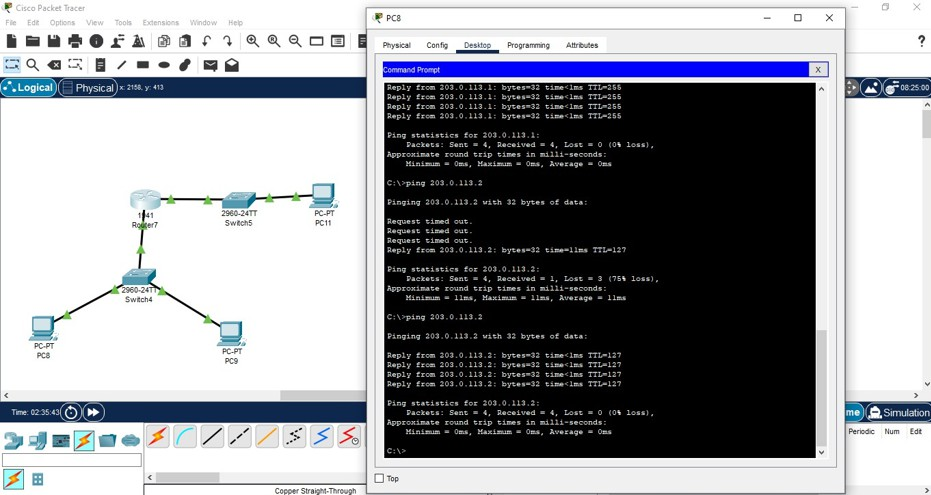 Cisco Packet Tracer
File Edit Options View Tools Extensions Window Help
?
Logical Physical x: 2158, y: 413
08:25:00
1941
Router7
2960-24TT
Switch5
PC-PT
PC11
2960-24TT
Switch4
PC-PT
PC8
PC-PT
PC9
Time: 02:35:43
Simulation
Periodic Num Edit
Copper Straight-Through
PC8
Physical Config Desktop Programming Attributes
Command Prompt
X
Reply from 203.0.113.1: bytes=32 time<1ms TTL=255
Reply from 203.0.113.1: bytes=32 time<1ms TTL=255
Reply from 203.0.113.1: bytes=32 time<1ms TTL=255
Reply from 203.0.113.1: bytes=32 time<1ms TTL=255
Ping statistics for 203.0.113.1:
Packets: Sent = 4, Received = 4, Lost = 0 (0% loss),
Approximate round trip times in milli-seconds:
Minimum = 0ms, Maximum = 0ms, Average = 0ms
C:\>ping 203.0.113.2
Pinging 203.0.113.2 with 32 bytes of data:
Request timed out.
Request timed out.
Request timed out.
Reply from 203.0.113.2: bytes=32 time=11ms TTL=127
Ping statistics for 203.0.113.2:
Packets: Sent = 4, Received = 1, Lost = 3 (75% loss),
Approximate round trip times in milli-seconds:
Minimum = 11ms, Maximum = 11ms, Average = 11ms
C:\>ping 203.0.113.2
Pinging 203.0.113.2 with 32 bytes of data:
Reply from 203.0.113.2: bytes=32 time<1ms TTL=127
Reply from 203.0.113.2: bytes=32 time<1ms TTL=127
Reply from 203.0.113.2: bytes=32 time<1ms TTL=127
Reply from 203.0.113.2: bytes=32 time<1ms TTL=127
Ping statistics for 203.0.113.2:
Packets: Sent = 4, Received = 4, Lost = 0 (0% loss),
Approximate round trip times in milli-seconds:
Minimum = 0ms, Maximum = 0ms, Average = 0ms
C:\>
Top